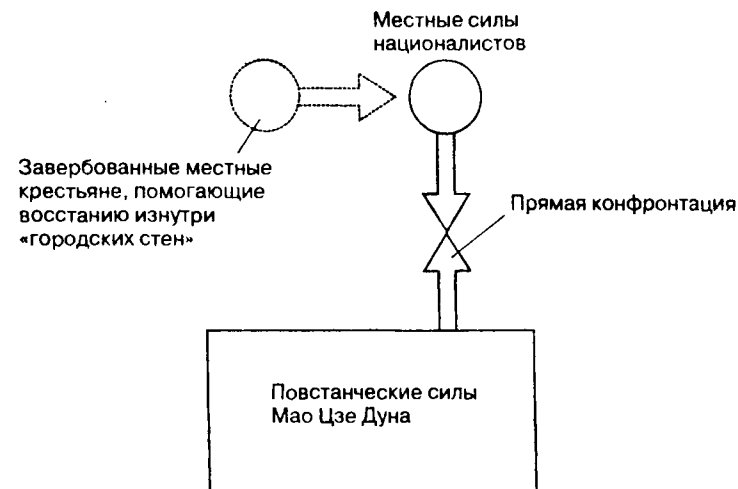 Местные силы
националистов
Завербованные местные
крестьяне, помогающие
восстанию изнутри
«городских стен»
Прямая конфронтация
Повстанческие силы
Мао Цзе Дуна